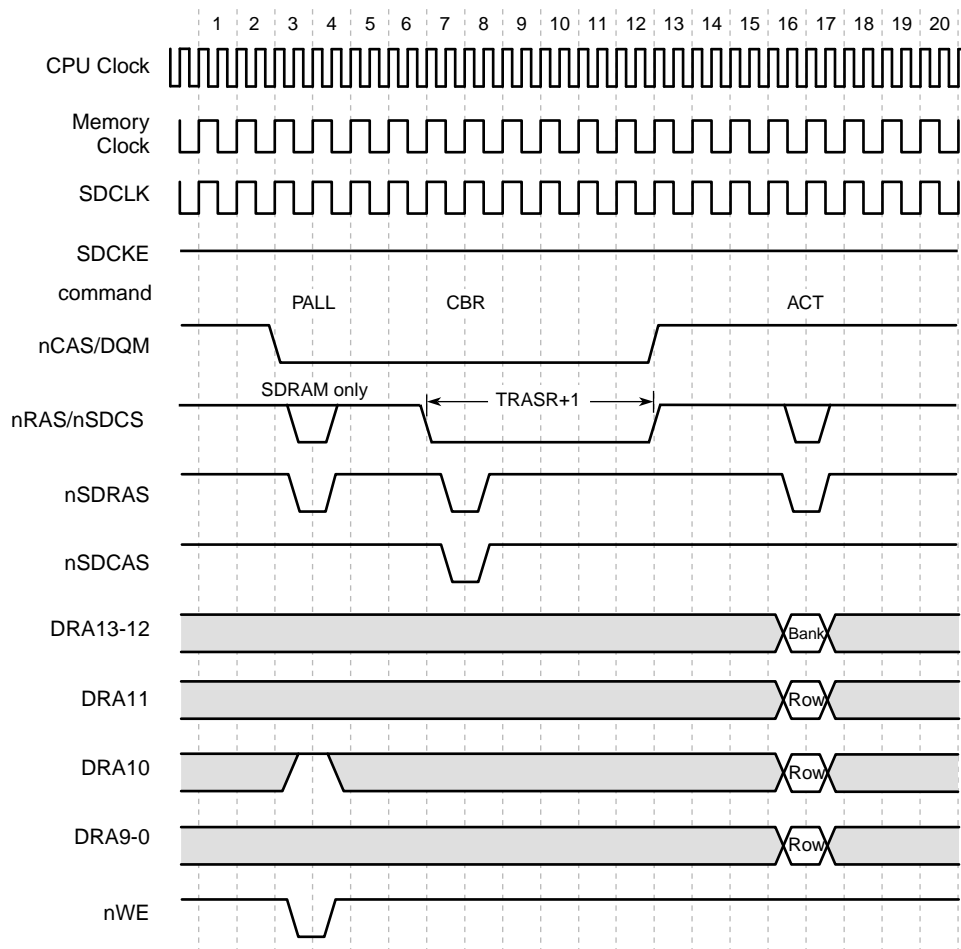 1 2 3 4 5 6 7 8 9 10 11 12 13 14 15 16 17 18 19 20
CPU Clock
Memory
Clock
SDCLK
SDCKE
command
PALL CBR ACT
nCAS/DQM
SDRAM only
nRAS/nSDCS
TRASR+1
nSDRAS
nSDCAS
DRA13-12
Bank
DRA11
Row
DRA10
Row
DRA9-0
Row
nWE